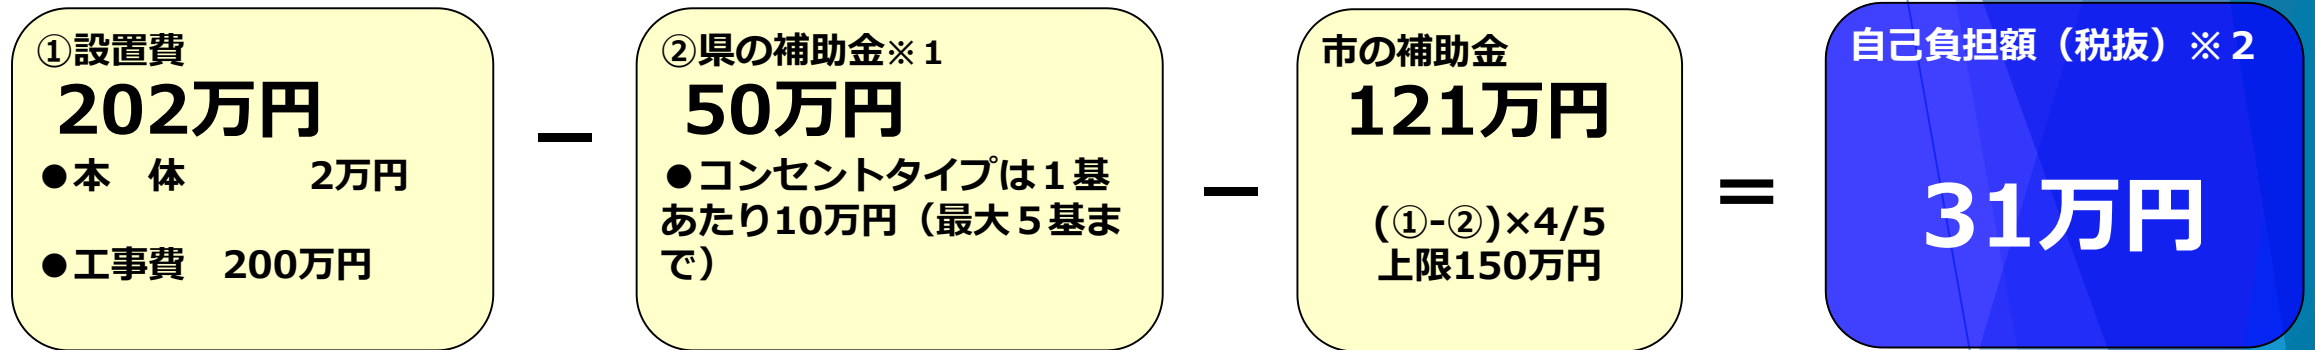 ①設置費
202万円
●本　体　　　2万円
●工事費　200万円
－
②県の補助金※１
50万円
●コンセントタイプは１基
あたり10万円（最大５基ま
で）
－
市の補助金
121万円
(①-②)×4/5
上限150万円
＝
自己負担額（税抜）※２
31万円